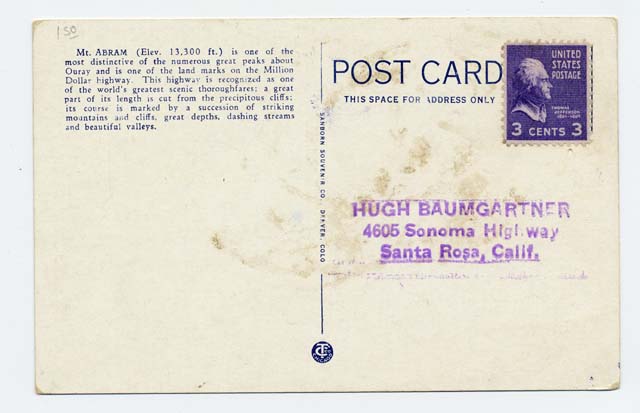 1 50
Mt. ABRAM (Elev. 13,300 ft.) is one of the
most distinctive of the numerous great peaks about
Ouray and is one of the land marks on the Million
Dollar highway. This highway is recognized as one
of the world's greatest scenic thoroughfares; a great
part of its length is cut from the precipitous cliffs;
its course is marked by a succession of striking
mountains and cliffs, great depths, dashing streams
and beautiful valleys.
SANBORN SOUVENIR CO. DENVER, COLO
POST CARD
THIS SPACE FOR ADDRESS ONLY
UNITED
STATES
POSTAGE
THOMAS
JEFFERSON
1801-1809
3 CENTS 3
HUGH BAUMGARTNER
4605 Sonoma Highway
Santa Rosa, Calif.